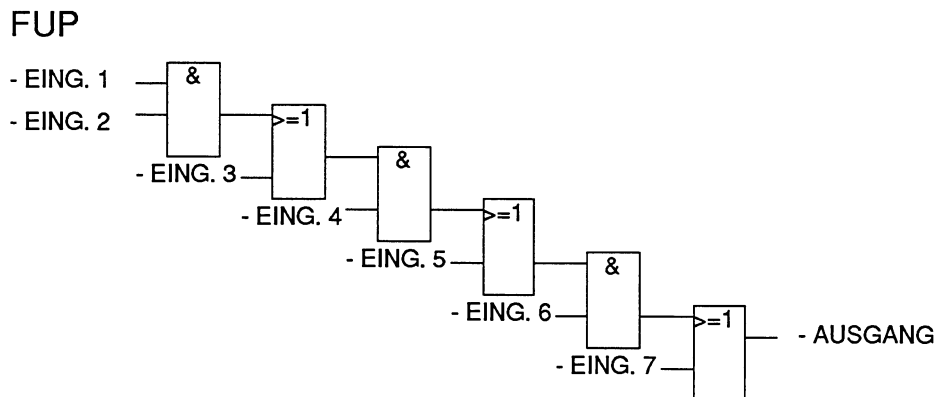 FUP
- EING. 1
&
- EING. 2
>=1
- EING. 3
&
- EING. 4
>=1
- EING. 5
&
- EING. 6
>=1
- AUSGANG
- EING. 7